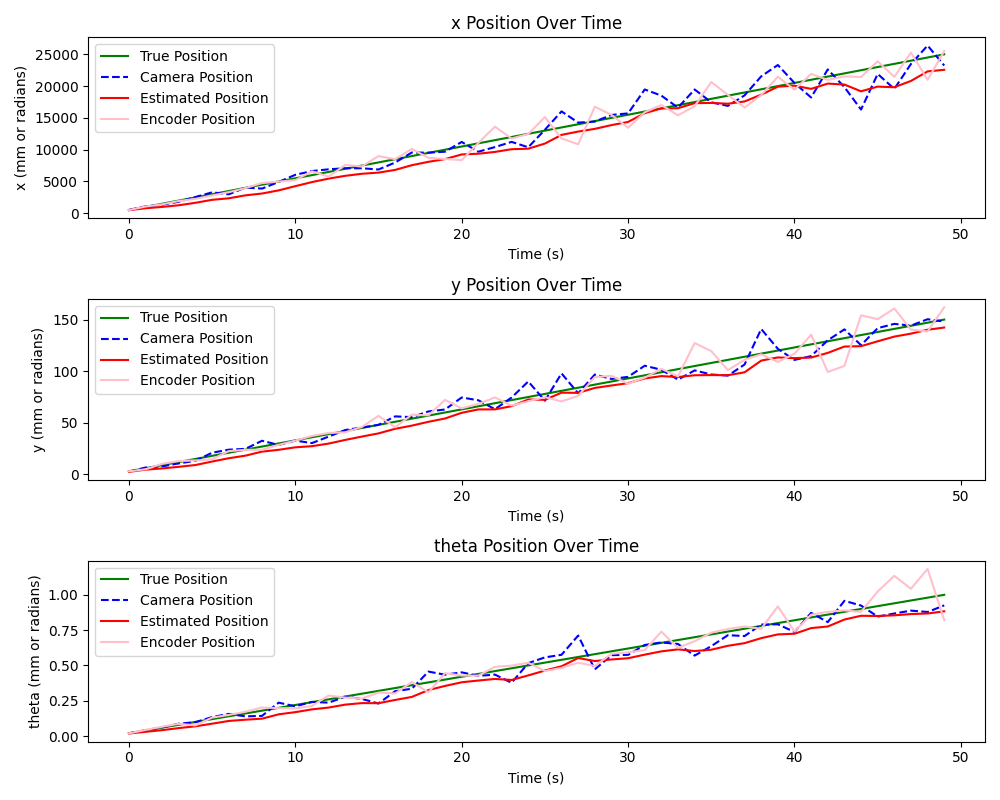 x Position Over Time
25000
20000
15000
10000
5000
0
x (mm or radians)
True Position
Camera Position
Estimated Position
Encoder Position
0 10 20 30 40 50
Time (s)
y Position Over Time
150
100
50
0
y (mm or radians)
True Position
Camera Position
Estimated Position
Encoder Position
0 10 20 30 40 50
Time (s)
theta Position Over Time
1.00
0.75
0.50
0.25
0.00
theta (mm or radians)
True Position
Camera Position
Estimated Position
Encoder Position
0 10 20 30 40 50
Time (s)